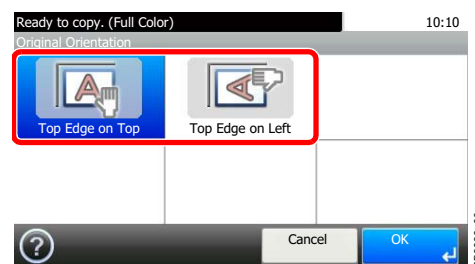 Ready to copy. (Full Color) 10:10
Original Orientation
Top Edge on Top Top Edge on Left
Cancel OK